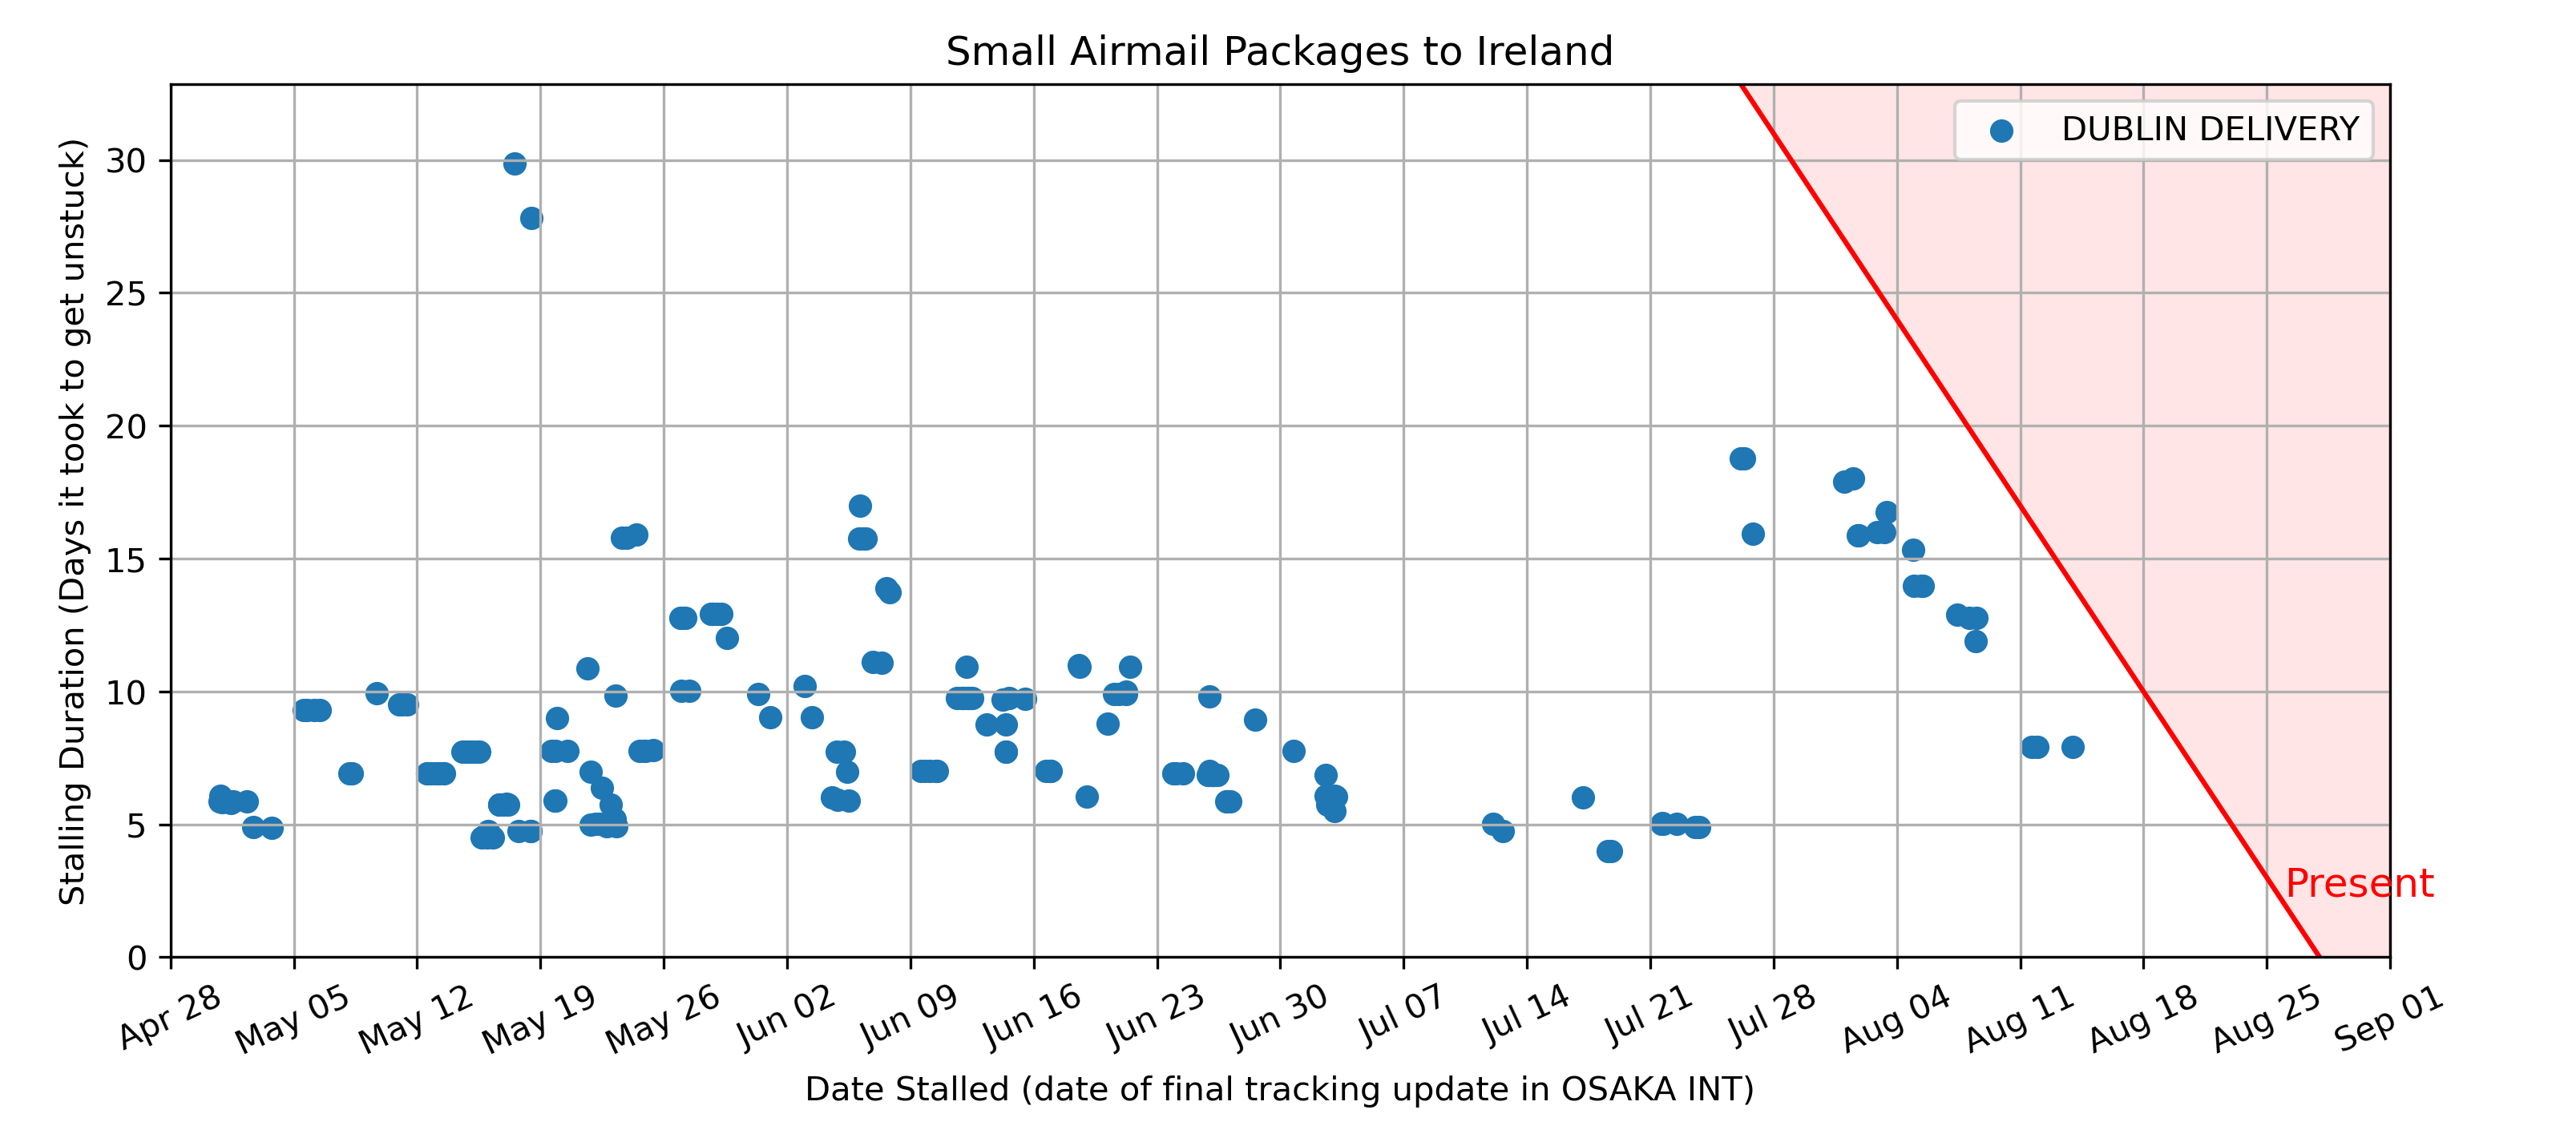 Small Airmail Packages to Ireland
DUBLIN DELIVERY
Stalling Duration (Days it took to get unstuck)
30
25
20
15
10
5
0
Present
Apr 28
May 05
May 12
May 19
May 26
Jun 02
Jun 09
Jun 16
Jun 23
Jun 30
Jul 07
Jul 14
Jul 21
Jul 28
Aug 04
Aug 11
Aug 18
Aug 25
Sep 01
Date Stalled (date of final tracking update in OSAKA INT)